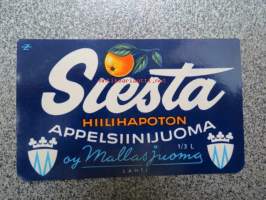 Siesta
HIILIHAPOTON
APPELSIINIJUOMA
1/3 L
oy Mallasjuoma
LAHTI